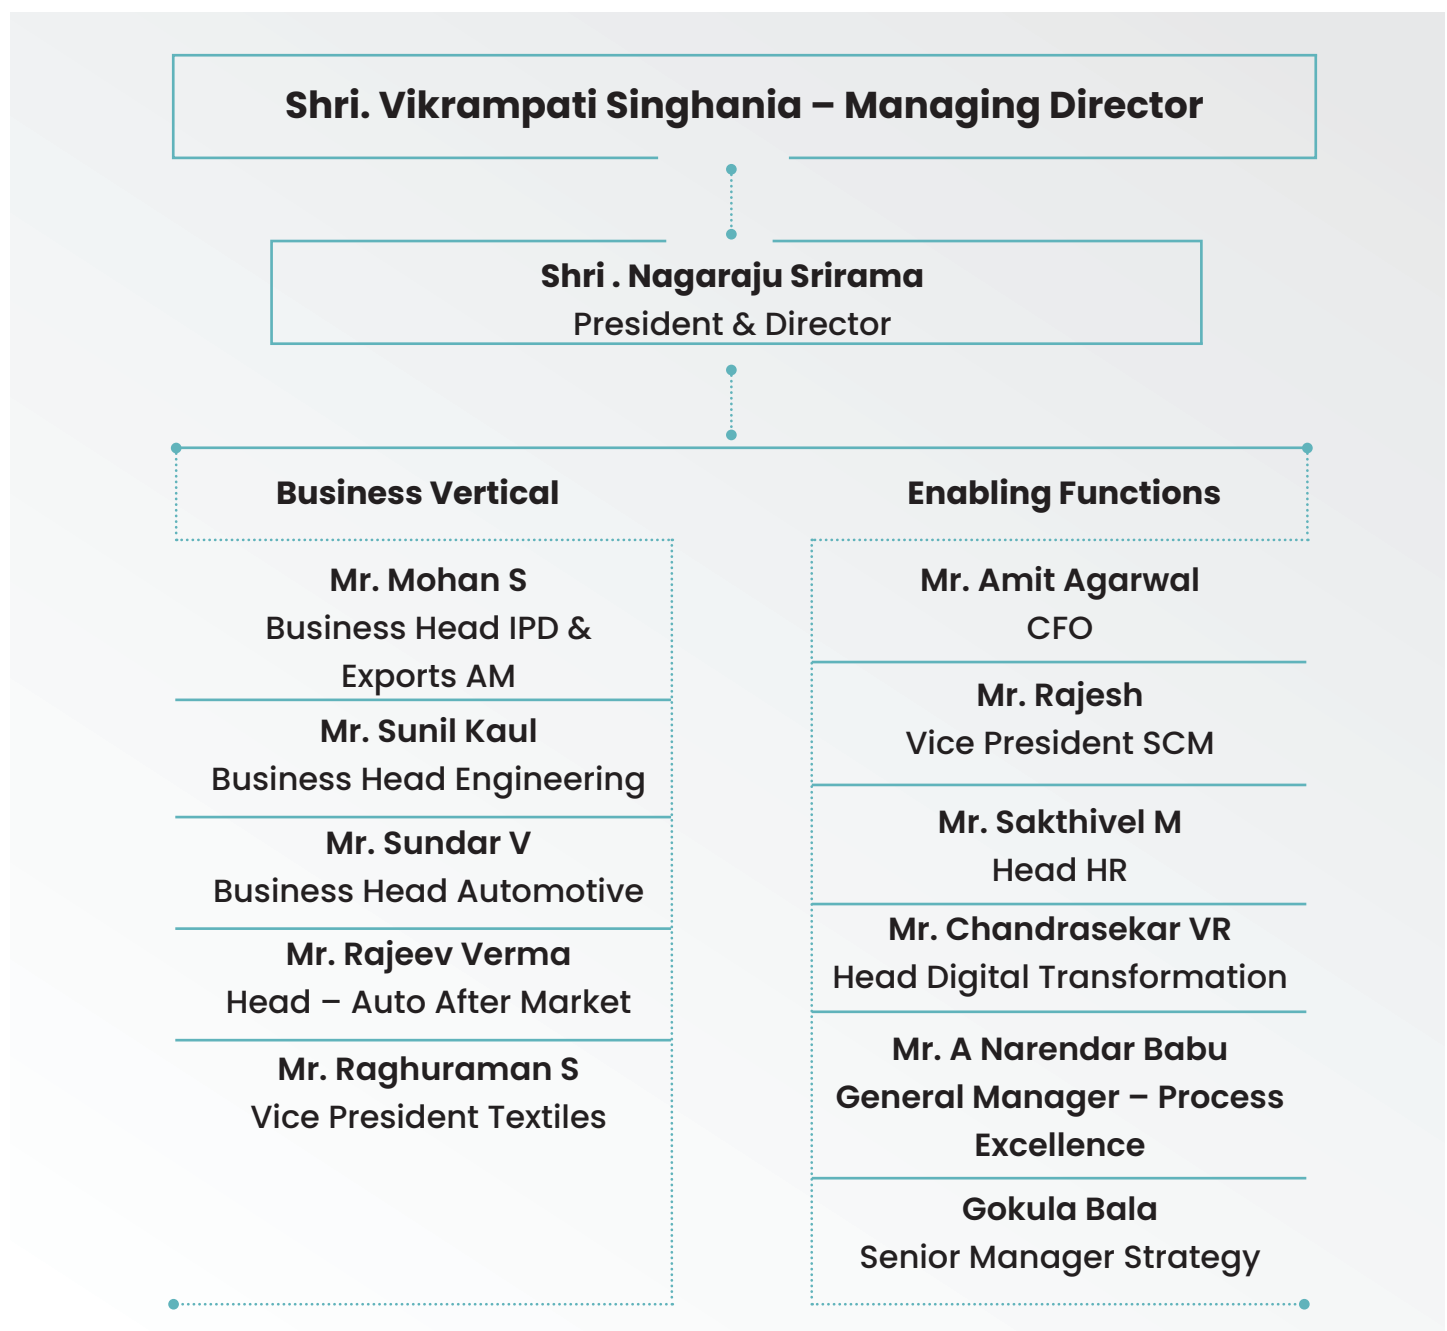 Shri. Vikrampati Singhania – Managing Director
Shri . Nagaraju Srirama
President & Director
Business Vertical
Mr. Mohan S
Business Head IPD &
Exports AM
Mr. Sunil Kaul
Business Head Engineering
Mr. Sundar V
Business Head Automotive
Mr. Rajeev Verma
Head – Auto After Market
Mr. Raghuraman S
Vice President Textiles
Enabling Functions
Mr. Amit Agarwal
CFO
Mr. Rajesh
Vice President SCM
Mr. Sakthivel M
Head HR
Mr. Chandrasekar VR
Head Digital Transformation
Mr. A Narendar Babu
General Manager – Process
Excellence
Gokula Bala
Senior Manager Strategy